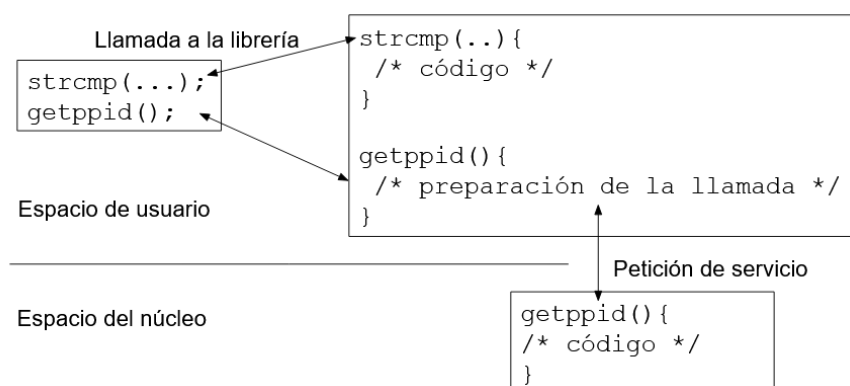 Llamada a la librería
strcmp(...);
getppid();
strcmp(..){
/* código */
}
getppid(){
/* preparación de la llamada */
}
Espacio de usuario
Petición de servicio
Espacio del núcleo
getppid(){
/* código */
}